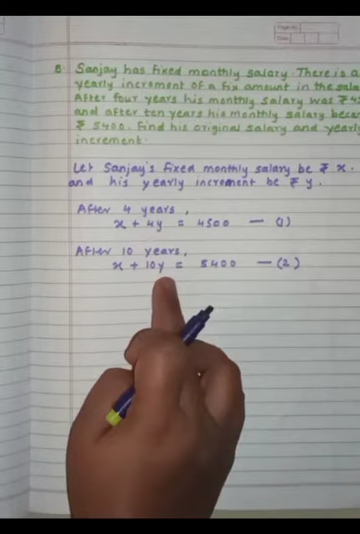 Page No.
Date
8. Sanjay has fixed monthly salary. There is a
yearly increment of a fix amount in the
After four years his monthly salary was ₹
and after ten years his monthly salary
₹ 5400. Find his original salary and
increment.
Let Sanjay's fixed monthly salary be ₹ x.
and his yearly increment be ₹ y.
After 4 years,
x + 4y = 4500 — (1)
After 10 years,
x + 10y = 5400 — (2)